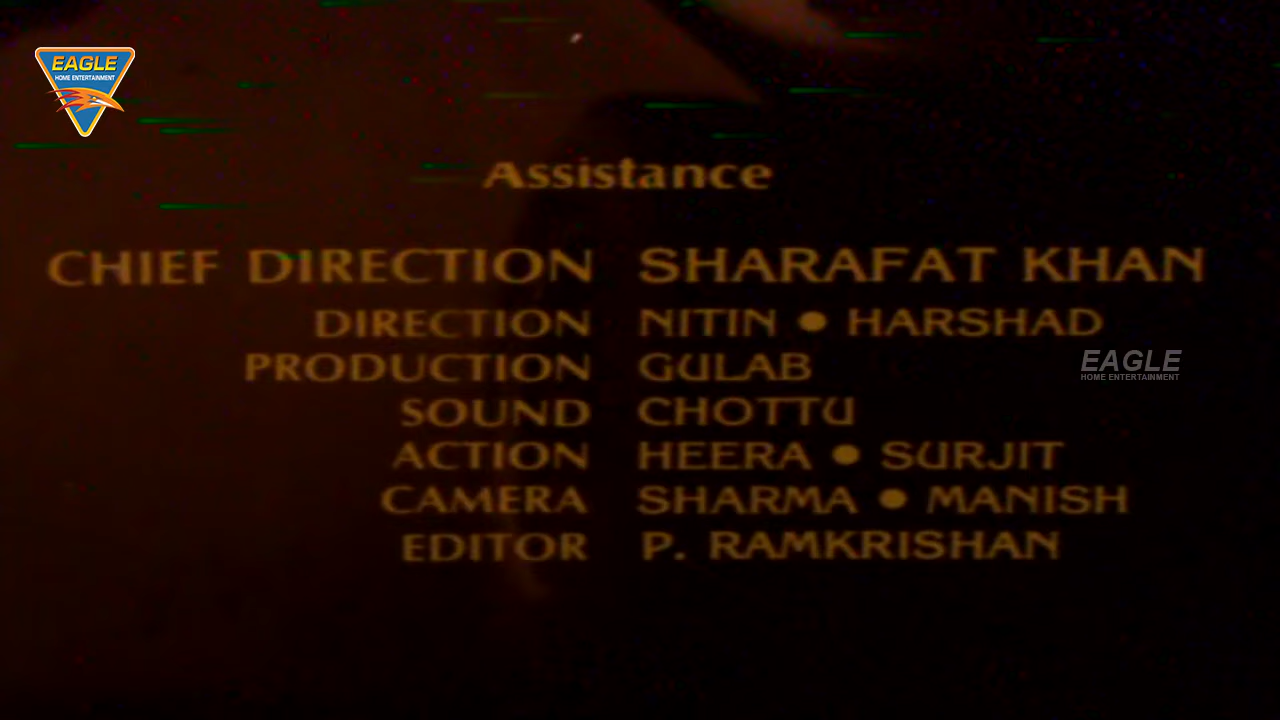 EAGLE
HOME ENTERTAINMENT
Assistance
CHIEF DIRECTION SHARAFAT KHAN
DIRECTION NITIN ● HARSHAD
PRODUCTION GULAB
EAGLE
HOME ENTERTAINMENT
SOUND CHOTTU
ACTION HEERA ● SURJIT
CAMERA SHARMA ● MANISH
EDITOR P. RAMKRISHAN